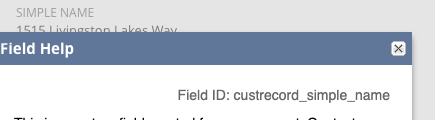 SIMPLE NAME
1515 Livingston Lakes Way
Field Help
Field ID: custrecord_simple_name